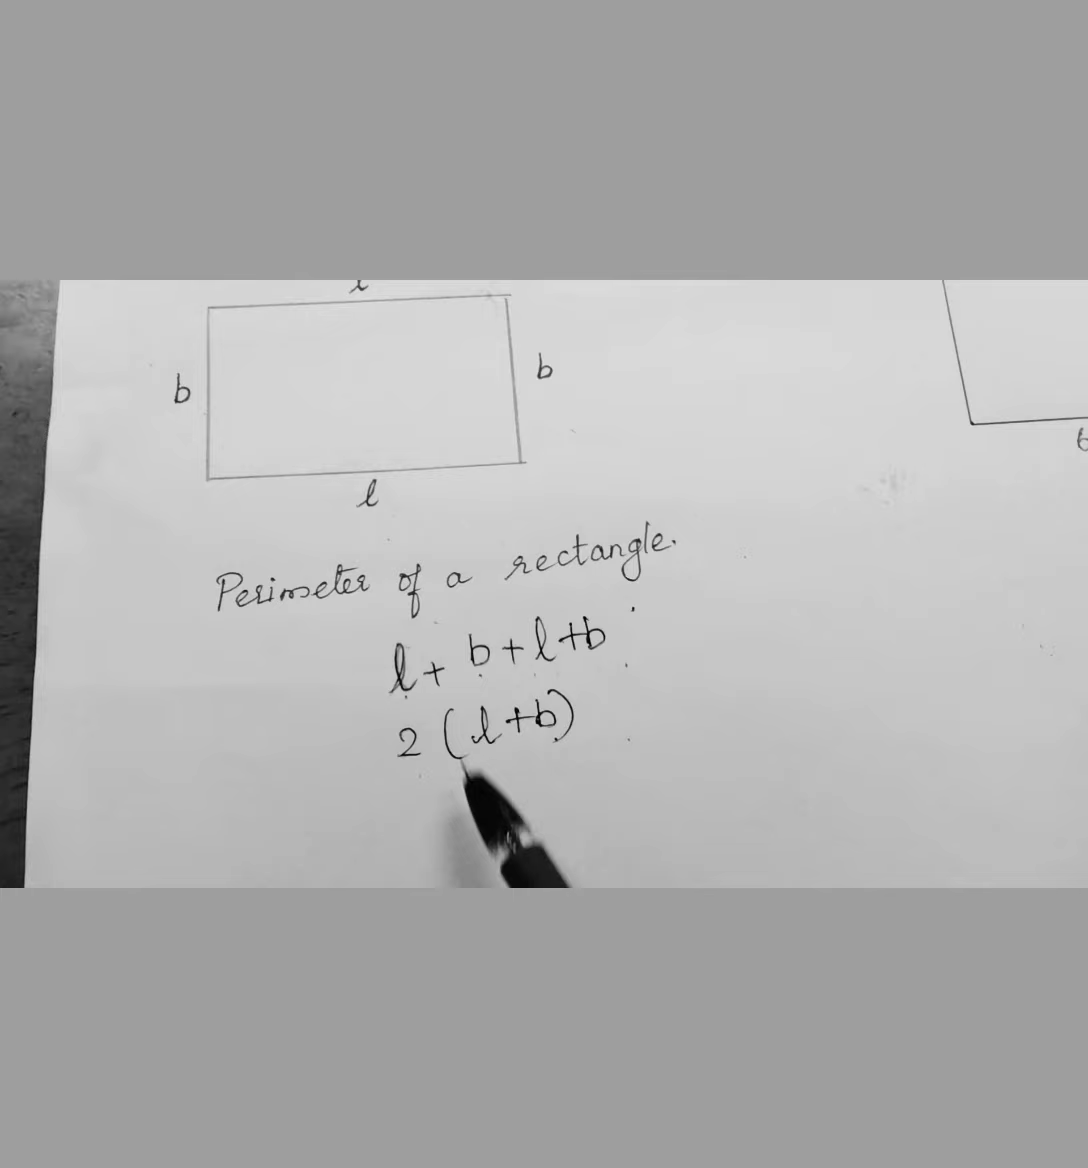 b
b
l
Perimeter of a rectangle.
l + b + l + b
2 (l + b)